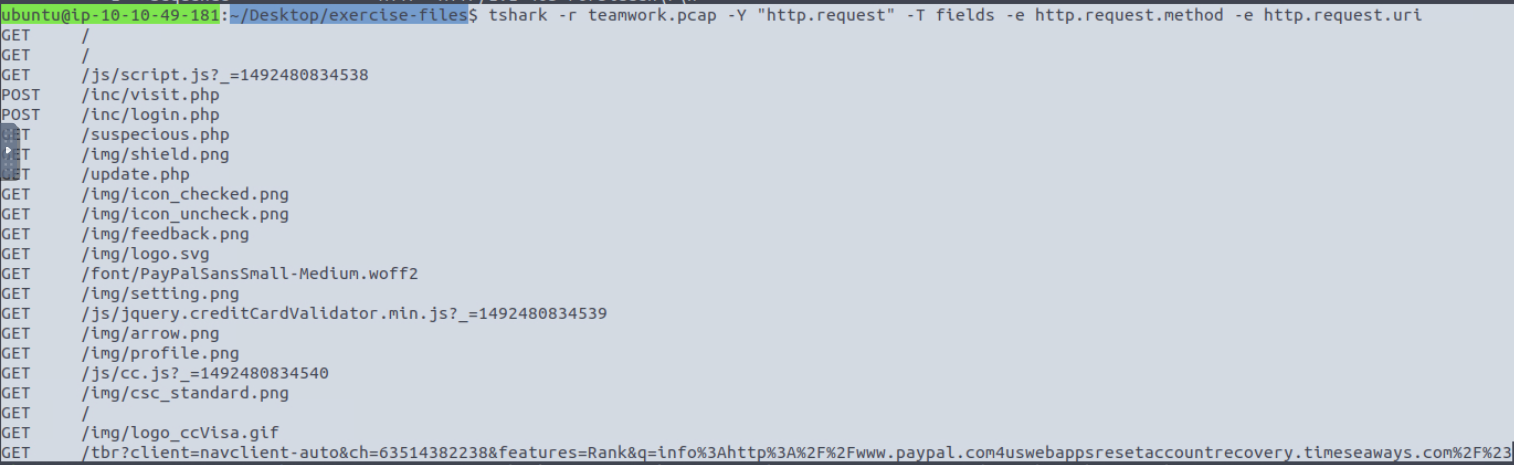 ubuntu@ip-10-10-49-181:~/Desktop/exercise-files$ tshark -r teamwork.pcap -Y "http.request" -T fields -e http.request.method -e http.request.uri
GET /
GET /
GET /js/script.js?_=1492480834538
POST /inc/visit.php
POST /inc/login.php
GET /suspecious.php
/img/shield.png
/update.php
GET /img/icon_checked.png
GET /img/icon_uncheck.png
GET /img/feedback.png
GET /img/logo.svg
GET /font/PayPalSansSmall-Medium.woff2
GET /img/setting.png
GET /js/jquery.creditCardValidator.min.js?_=1492480834539
GET /img/arrow.png
GET /img/profile.png
GET /js/cc.js?_=1492480834540
GET /img/csc_standard.png
GET /
GET /img/logo_ccVisa.gif
GET /tbr?client=navclient-auto&ch=63514382238&features=Rank&q=info%3Ahttp%3A%2F%2Fwww.paypal.com4uswebappsresetaccountrecovery.timeseaways.com%2F%23